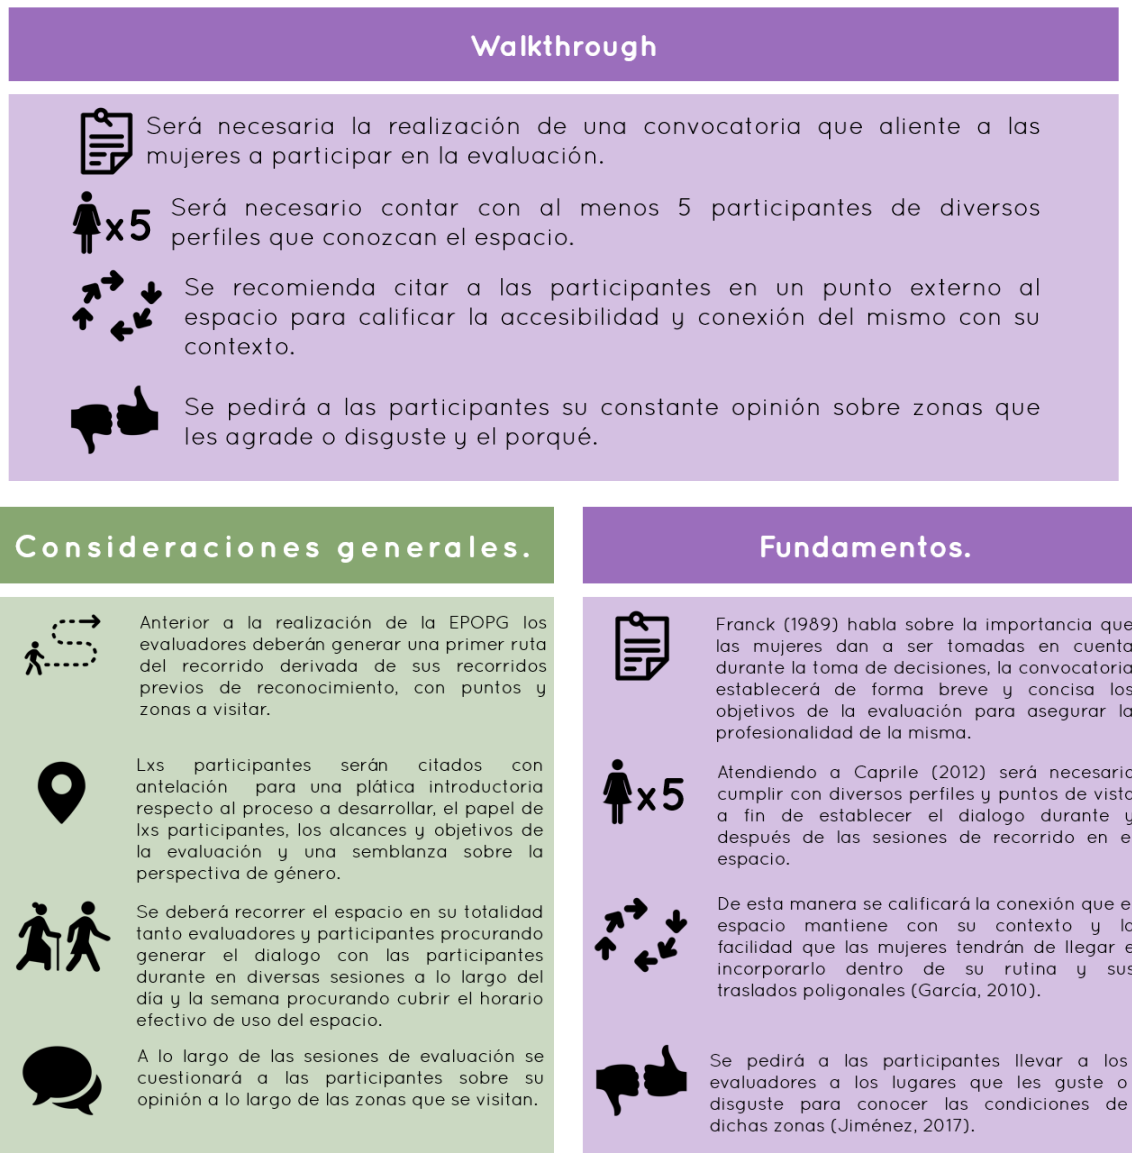 Walkthrough
Será necesaria la realización de una convocatoria que aliente a las
mujeres a participar en la evaluación.
x5
Será necesario contar con al menos 5 participantes de diversos
perfiles que conozcan el espacio.
Se recomienda citar a las participantes en un punto externo al
espacio para calificar la accesibilidad y conexión del mismo con su
contexto.
Se pedirá a las participantes su constante opinión sobre zonas que
les agrade o disguste y el porqué.
Consideraciones generales.
Anterior a la realización de la EPOPG los
evaluadores deberán generar una primer ruta
del recorrido derivada de sus recorridos
previos de reconocimiento, con puntos y
zonas a visitar.
Lxs participantes serán citados con
antelación para una plática introductoria
respecto al proceso a desarrollar, el papel de
lxs participantes, los alcances y objetivos de
la evaluación y una semblanza sobre la
perspectiva de género.
Se deberá recorrer el espacio en su totalidad
tanto evaluadores y participantes procurando
generar el dialogo con las participantes
durante en diversas sesiones a lo largo del
día y la semana procurando cubrir el horario
efectivo de uso del espacio.
A lo largo de las sesiones de evaluación se
cuestionará a las participantes sobre su
opinión a lo largo de las zonas que se visitan.
Fundamentos.
Franck (1989) habla sobre la importancia que
las mujeres dan a ser tomadas en cuenta
durante la toma de decisiones, la convocatoria
establecerá de forma breve y concisa los
objetivos de la evaluación para asegurar la
profesionalidad de la misma.
x5
Atendiendo a Caprile (2012) será necesario
cumplir con diversos perfiles y puntos de vista
a fin de establecer el dialogo durante y
después de las sesiones de recorrido en el
espacio.
De esta manera se calificará la conexión que el
espacio mantiene con su contexto y la
facilidad que las mujeres tendrán de llegar e
incorporarlo dentro de su rutina y sus
traslados poligonales (García, 2010).
Se pedirá a las participantes llevar a los
evaluadores a los lugares que les guste o
disguste para conocer las condiciones de
dichas zonas (Jiménez, 2017).